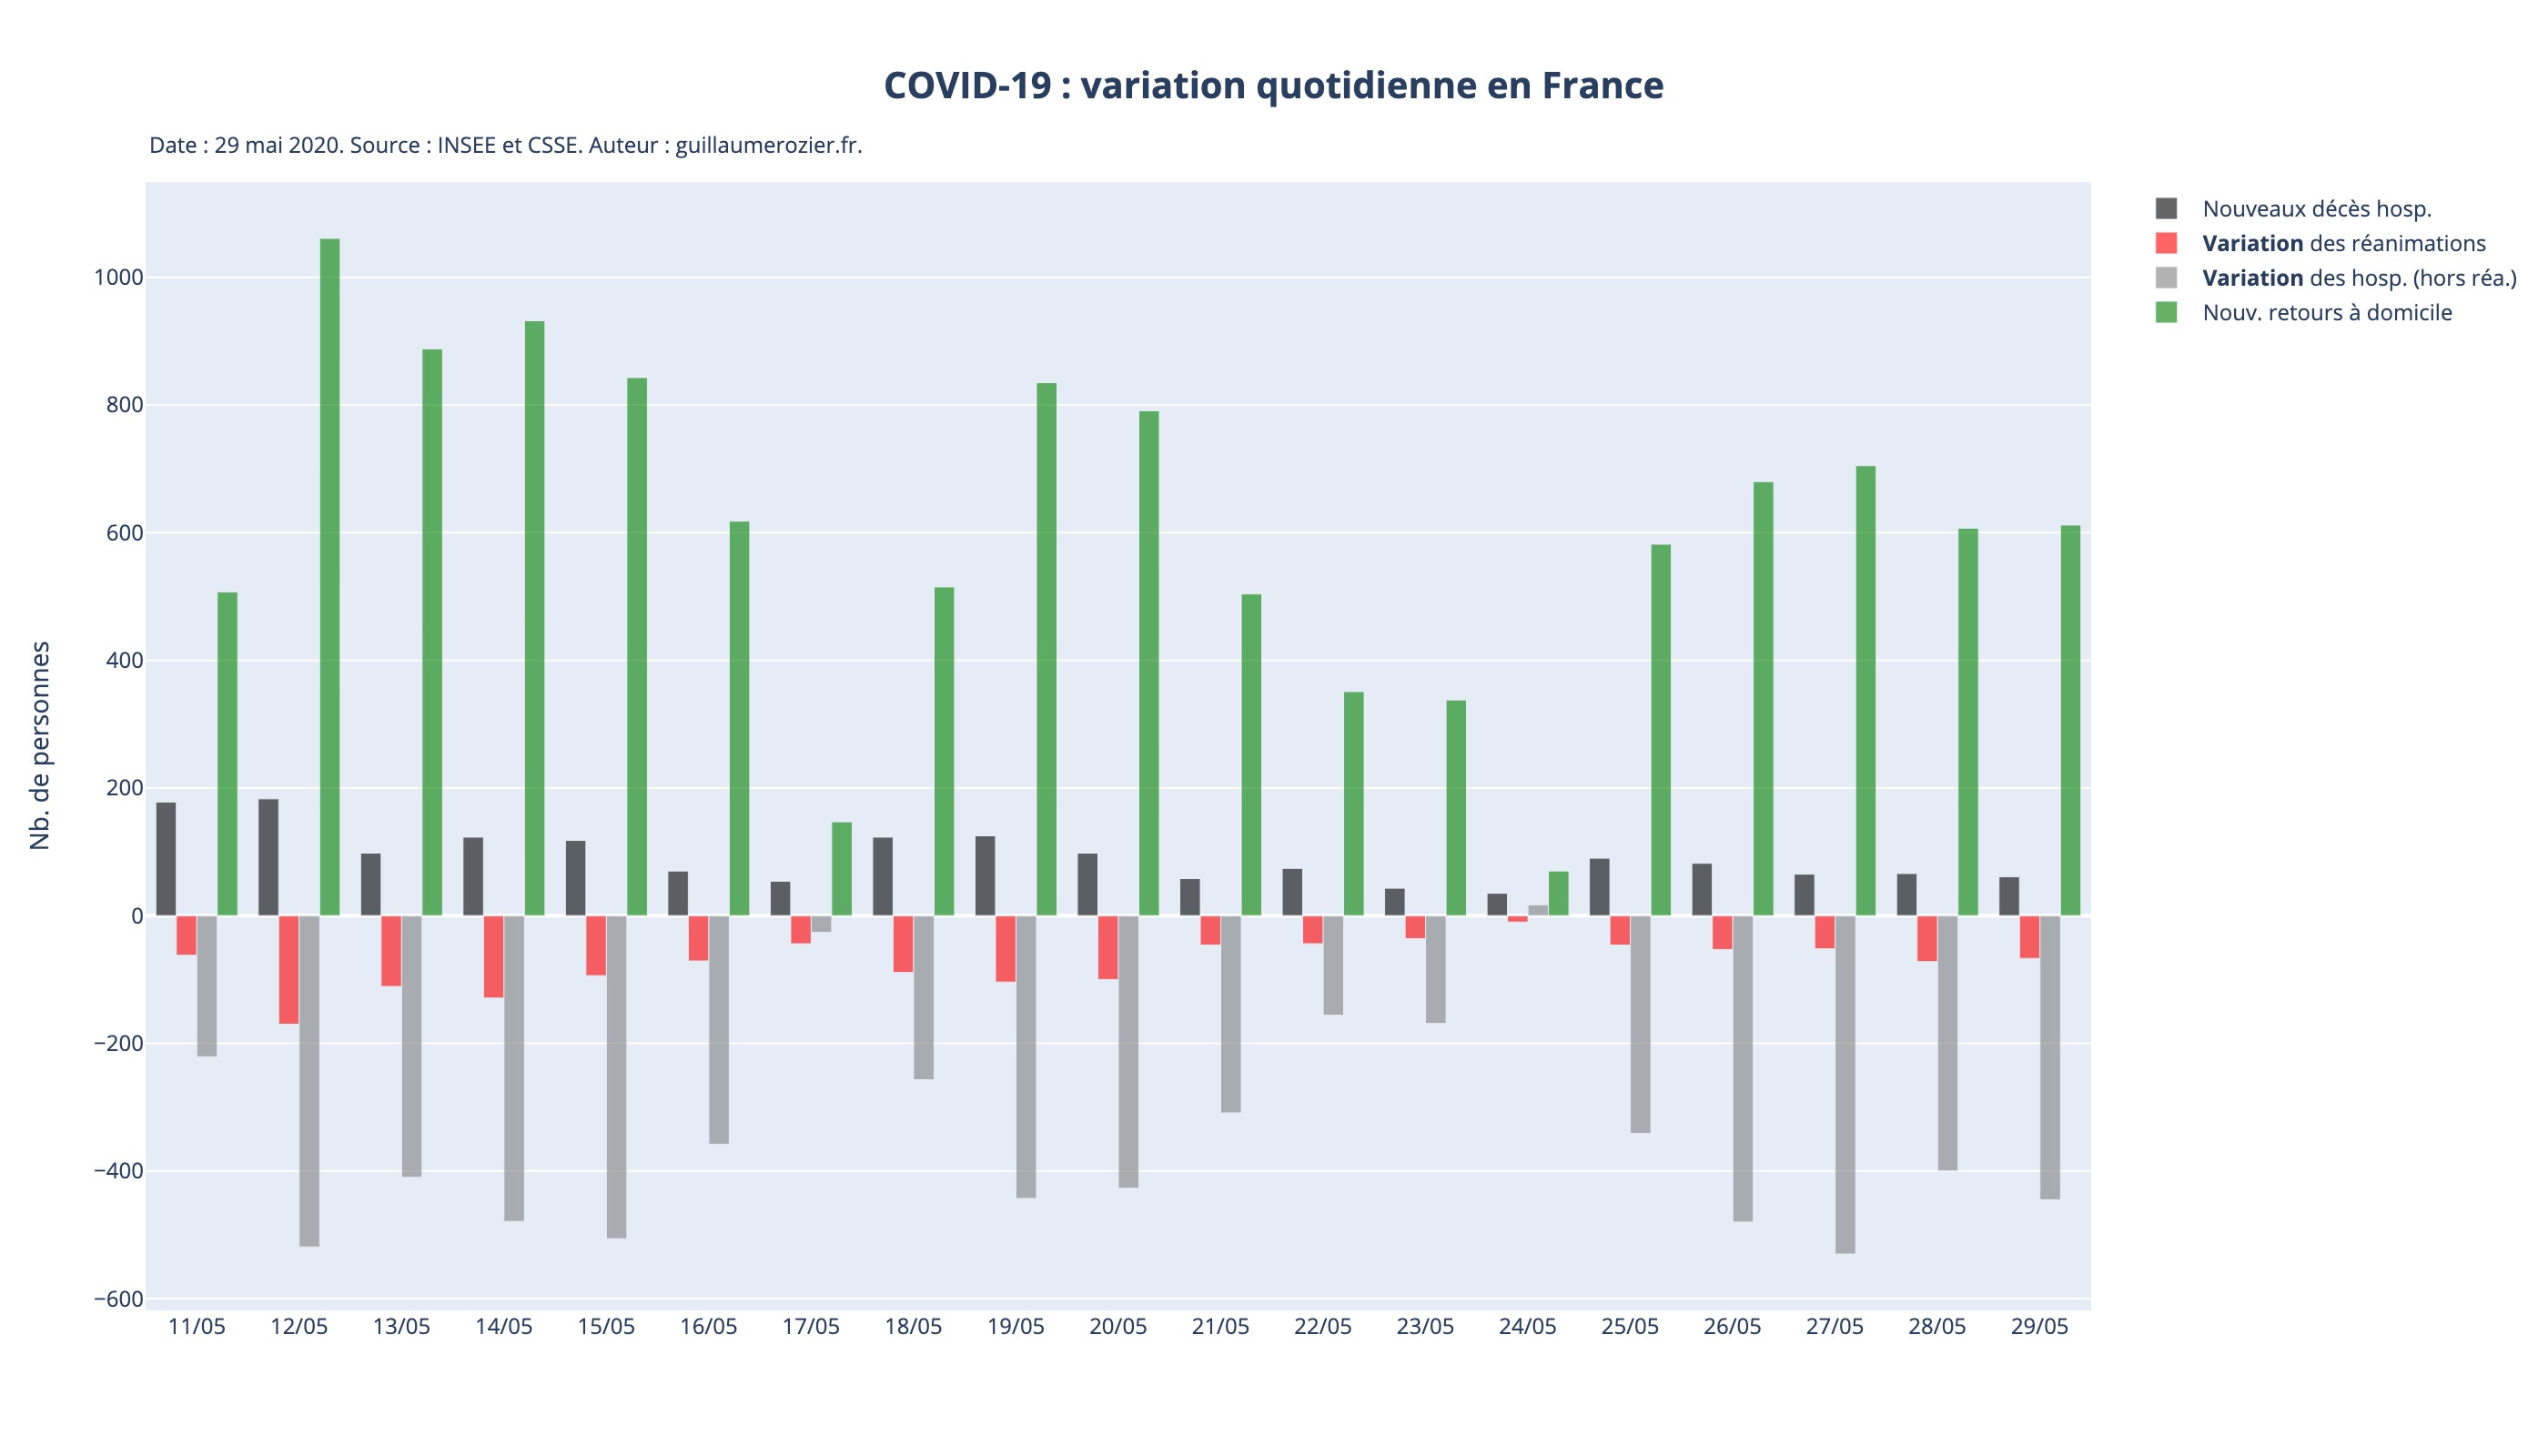 COVID-19 : variation quotidienne en France
Date : 29 mai 2020. Source : INSEE et CSSE. Auteur : guillaumerozier.fr.
Nouveaux décès hosp.
Variation des réanimations
Variation des hosp. (hors réa.)
Nouv. retours à domicile
Nb. de personnes
1000
800
600
400
200
0
−200
−400
−600
11/05 12/05 13/05 14/05 15/05 16/05 17/05 18/05 19/05 20/05 21/05 22/05 23/05 24/05 25/05 26/05 27/05 28/05 29/05